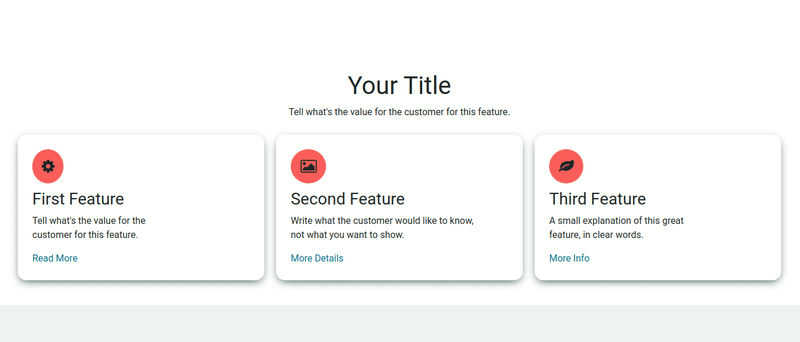 Your Title
Tell what's the value for the customer for this feature.
First Feature
Tell what's the value for the
customer for this feature.
Read More
Second Feature
Write what the customer would like to know,
not what you want to show.
More Details
Third Feature
A small explanation of this great
feature, in clear words.
More Info